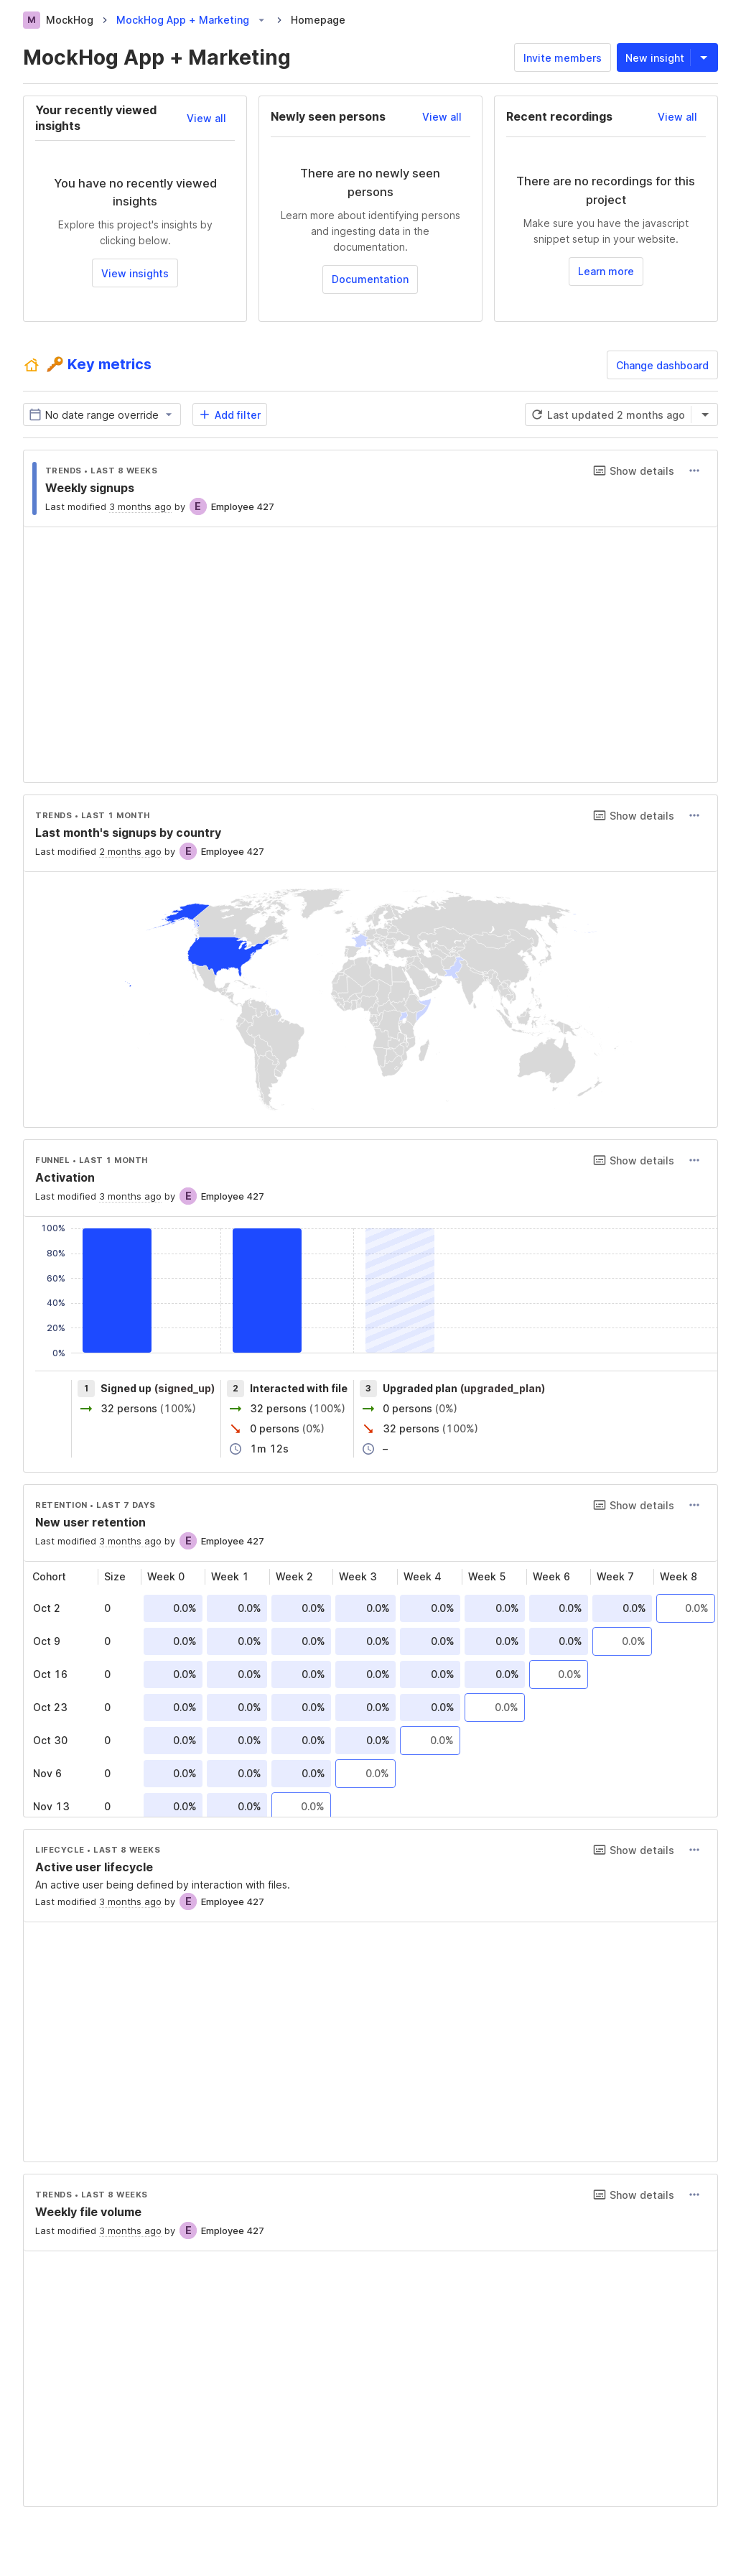 M MockHog > MockHog App + Marketing > Homepage
MockHog App + Marketing
Invite members
New insight
Your recently viewed
insights
View all
You have no recently viewed
insights
Explore this project's insights by
clicking below.
View insights
Newly seen persons
View all
There are no newly seen
persons
Learn more about identifying persons
and ingesting data in the
documentation.
Documentation
Recent recordings
View all
There are no recordings for this
project
Make sure you have the javascript
snippet setup in your website.
Learn more
Key metrics
Change dashboard
No date range override
Add filter
Last updated 2 months ago
TRENDS • LAST 8 WEEKS
Show details
Weekly signups
Last modified 3 months ago by E Employee 427
TRENDS • LAST 1 MONTH
Show details
Last month's signups by country
Last modified 2 months ago by E Employee 427
FUNNEL • LAST 1 MONTH
Show details
Activation
Last modified 3 months ago by E Employee 427
100%
80%
60%
40%
20%
0%
1 Signed up (signed_up)
32 persons (100%)
2 Interacted with file
32 persons (100%)
0 persons (0%)
1m 12s
3 Upgraded plan (upgraded_plan)
0 persons (0%)
32 persons (100%)
–
RETENTION • LAST 7 DAYS
Show details
New user retention
Last modified 3 months ago by E Employee 427
Cohort Size Week 0 Week 1 Week 2 Week 3 Week 4 Week 5 Week 6 Week 7 Week 8
Oct 2 0 0.0% 0.0% 0.0% 0.0% 0.0% 0.0% 0.0% 0.0% 0.0%
Oct 9 0 0.0% 0.0% 0.0% 0.0% 0.0% 0.0% 0.0% 0.0%
Oct 16 0 0.0% 0.0% 0.0% 0.0% 0.0% 0.0% 0.0%
Oct 23 0 0.0% 0.0% 0.0% 0.0% 0.0% 0.0%
Oct 30 0 0.0% 0.0% 0.0% 0.0% 0.0%
Nov 6 0 0.0% 0.0% 0.0% 0.0%
Nov 13 0 0.0% 0.0% 0.0%
LIFECYCLE • LAST 8 WEEKS
Show details
Active user lifecycle
An active user being defined by interaction with files.
Last modified 3 months ago by E Employee 427
TRENDS • LAST 8 WEEKS
Show details
Weekly file volume
Last modified 3 months ago by E Employee 427